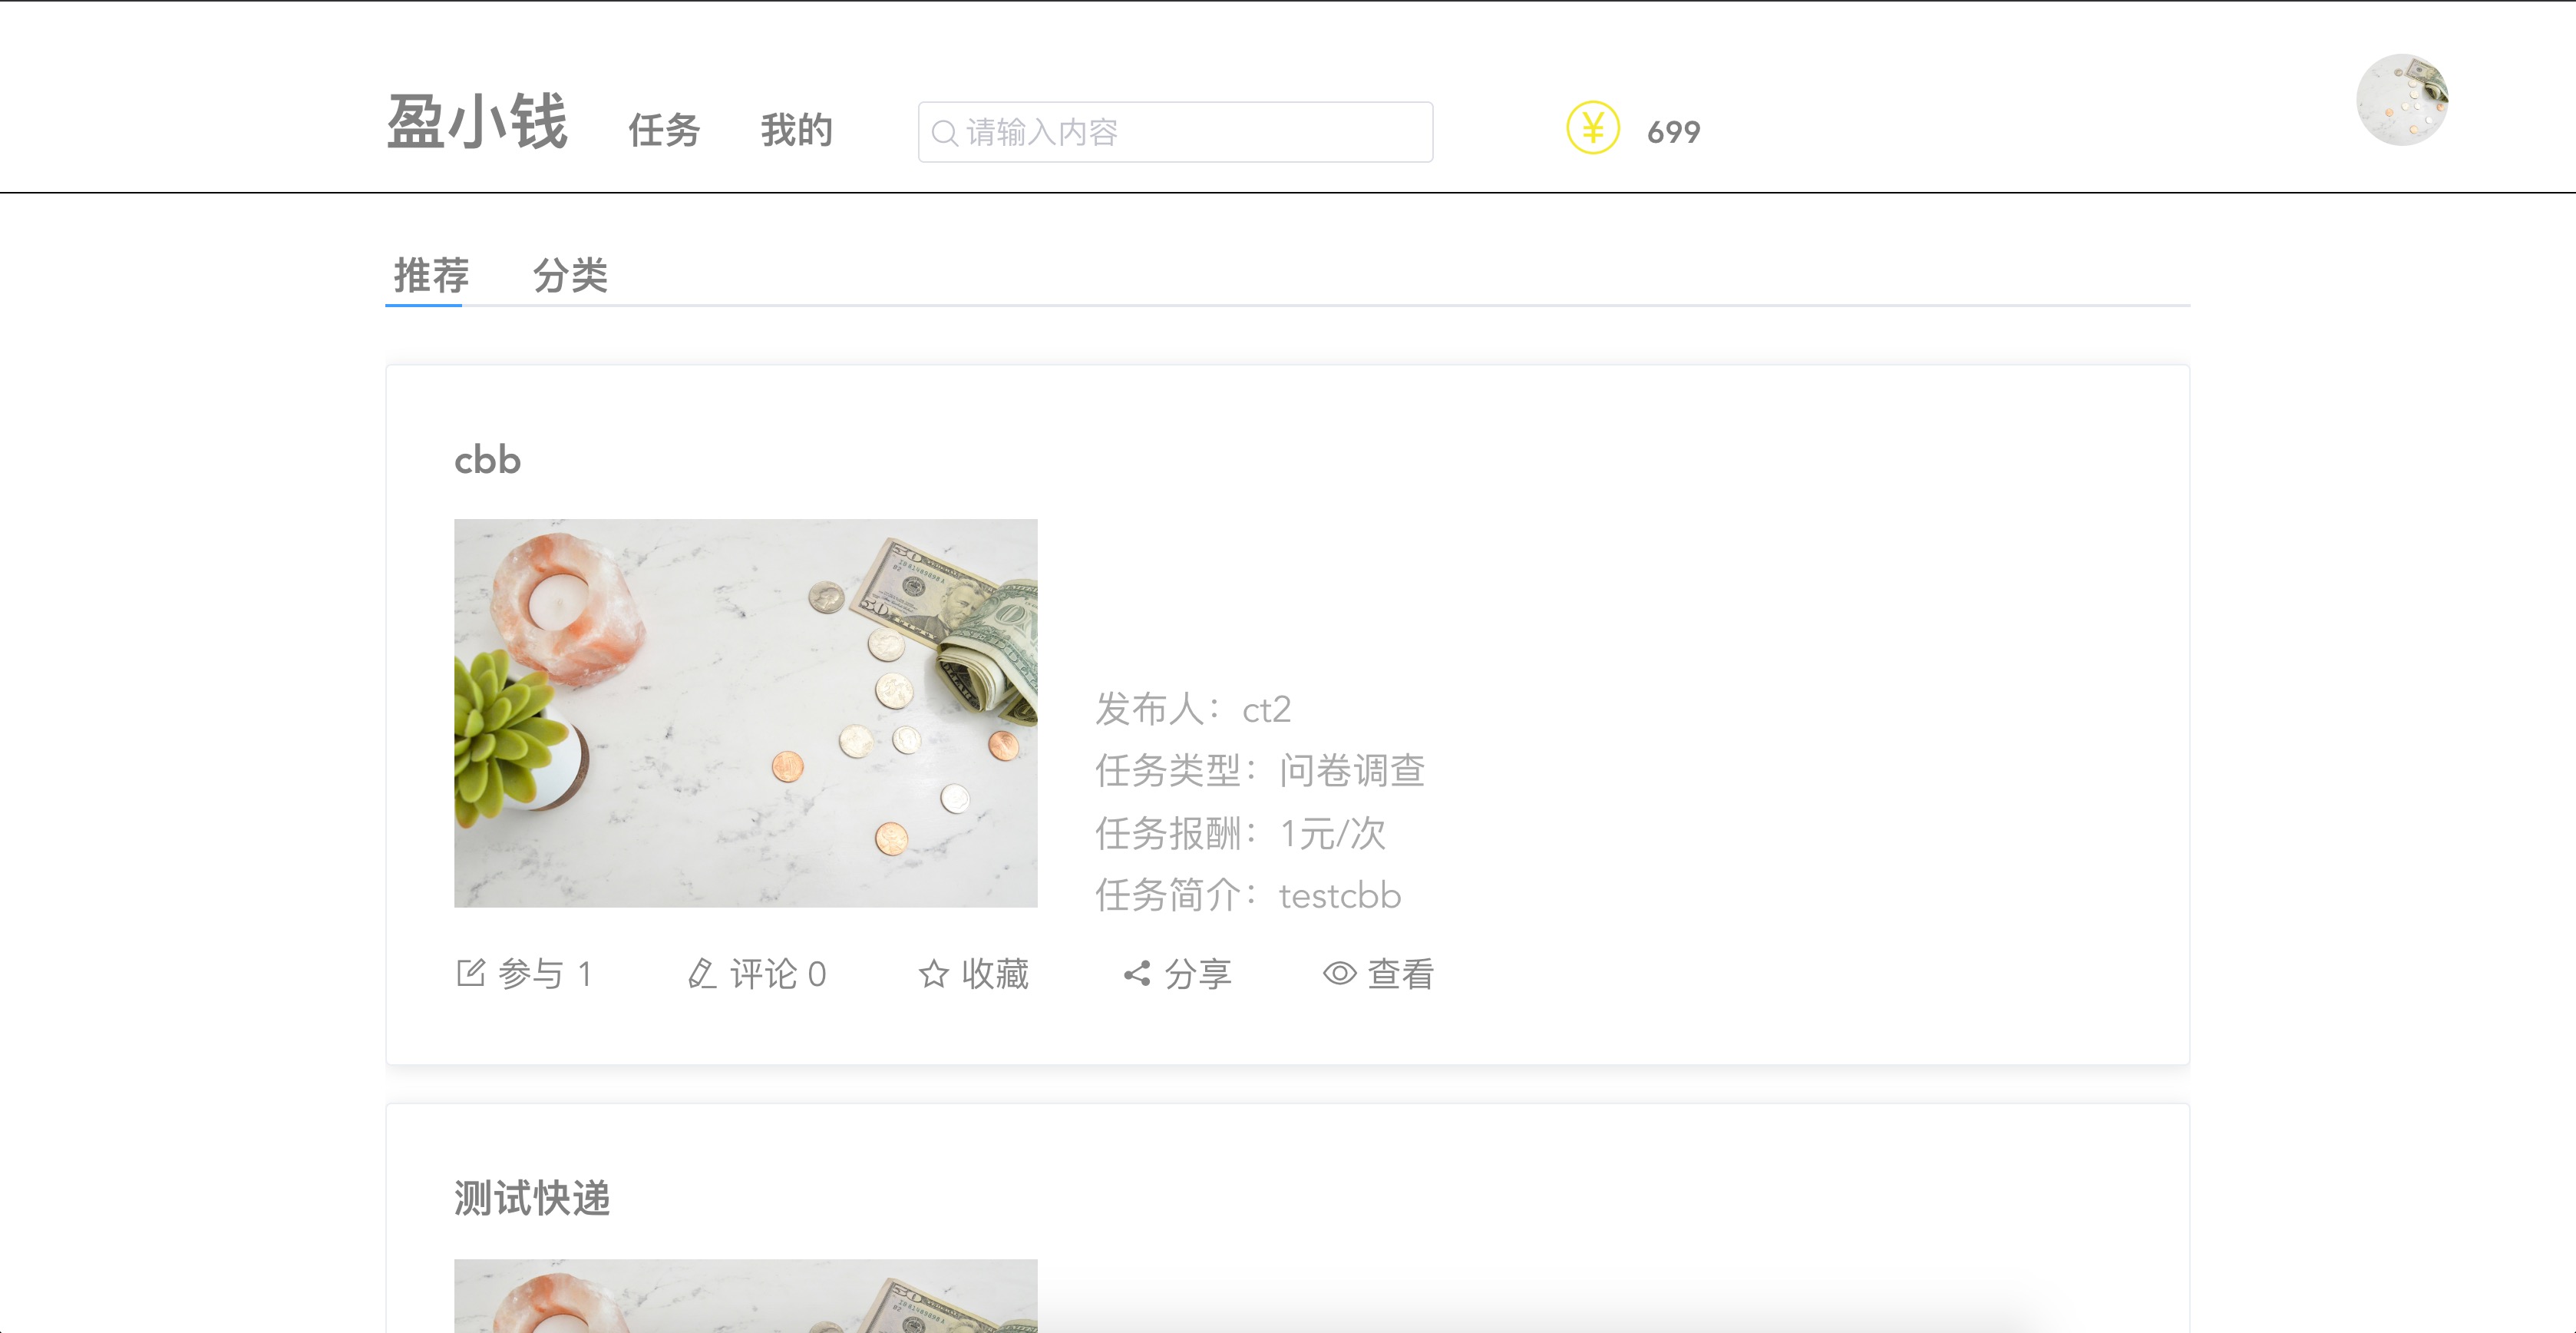 盈小钱 任务 我的 请输入内容 ¥ 699
推荐 分类
cbb
发布人：ct2
任务类型：问卷调查
任务报酬：1元/次
任务简介：testcbb
参与 1 评论 0 收藏 分享 查看
测试快递